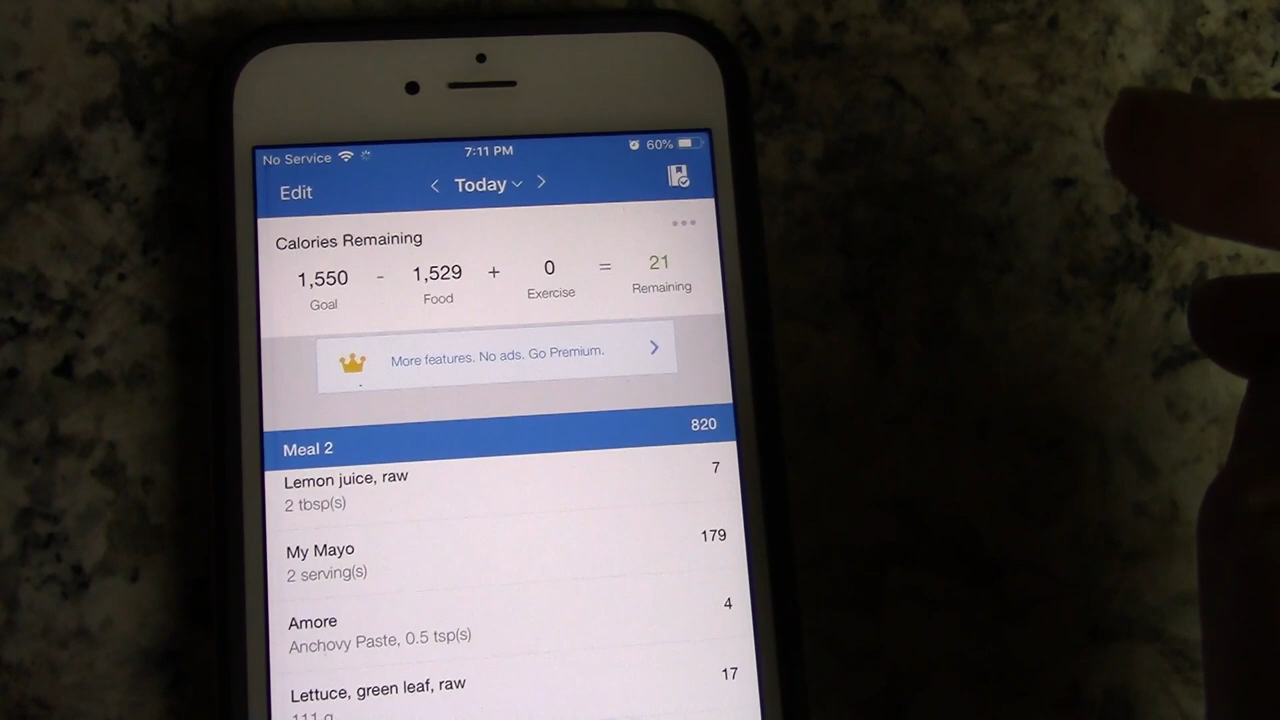 No Service 7:11 PM 60%
Edit < Today >
Calories Remaining
1,550 - 1,529 + 0 = 21
Goal Food Exercise Remaining
More features. No ads. Go Premium. >
Meal 2 820
Lemon juice, raw 7
2 tbsp(s)
My Mayo 179
2 serving(s)
Amore 4
Anchovy Paste, 0.5 tsp(s)
Lettuce, green leaf, raw 17
111 g